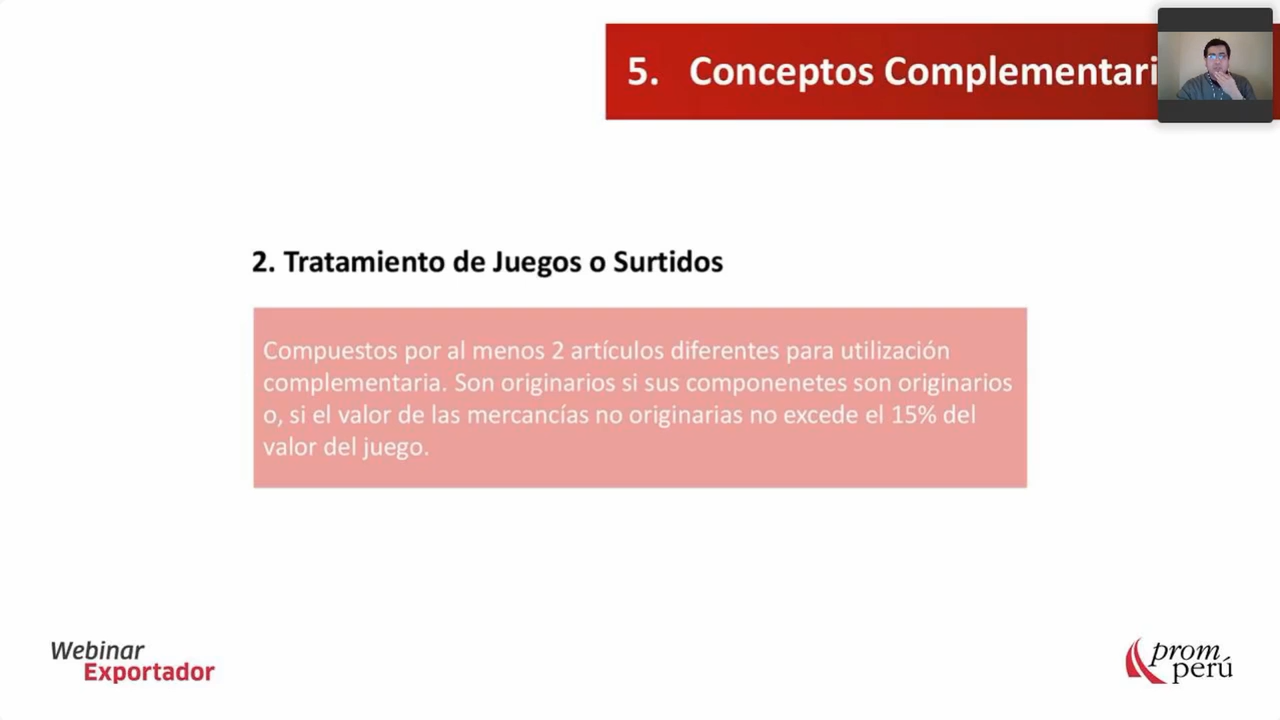 5. Conceptos Complementari
2. Tratamiento de Juegos o Surtidos
Compuestos por al menos 2 artículos diferentes para utilización
complementaria. Son originarios si sus componenetes son originarios
o, si el valor de las mercancías no originarias no excede el 15% del
valor del juego.
Webinar
Exportador
prom
perú